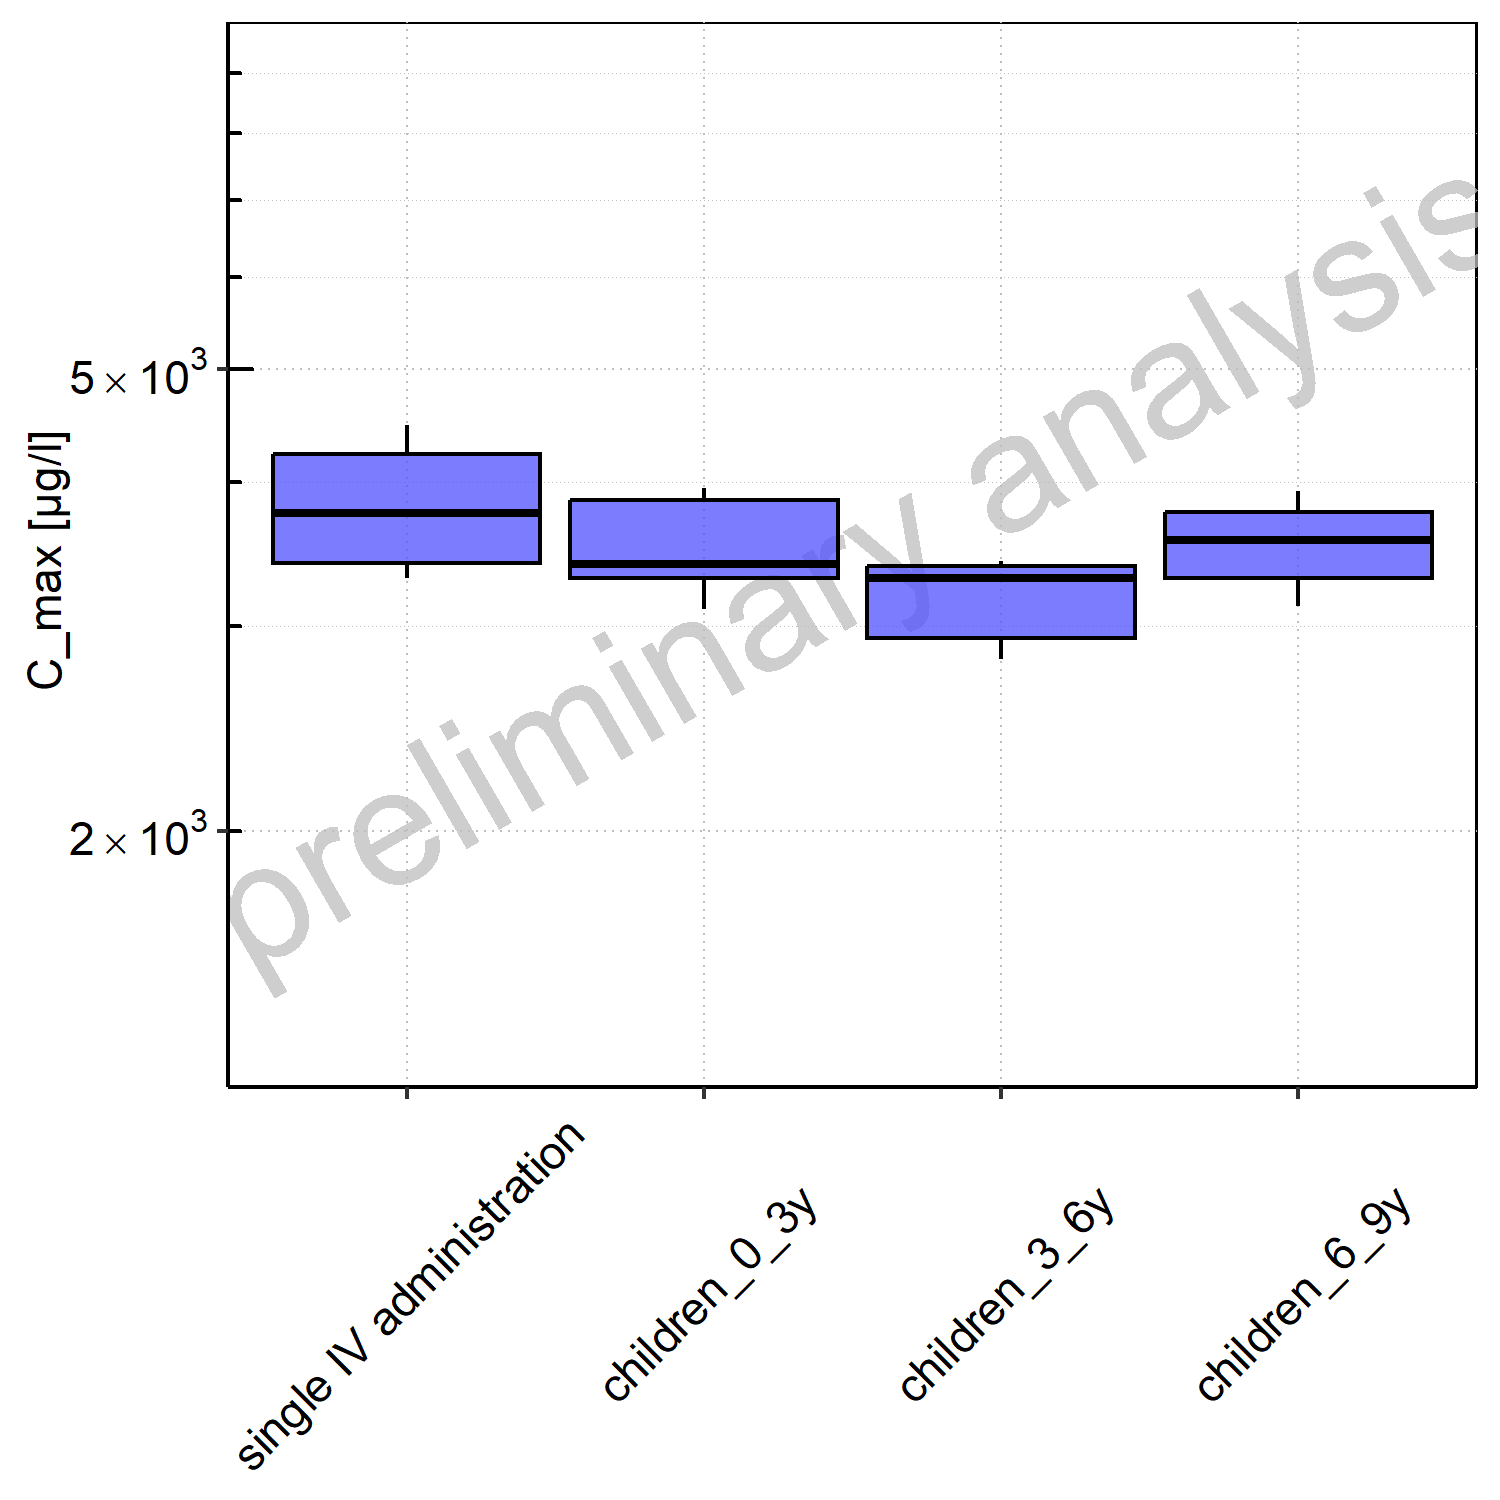 5 × 10³
C_max [µg/l]
2 × 10³
preliminary analysis
single IV administration
children_0_3y
children_3_6y
children_6_9y